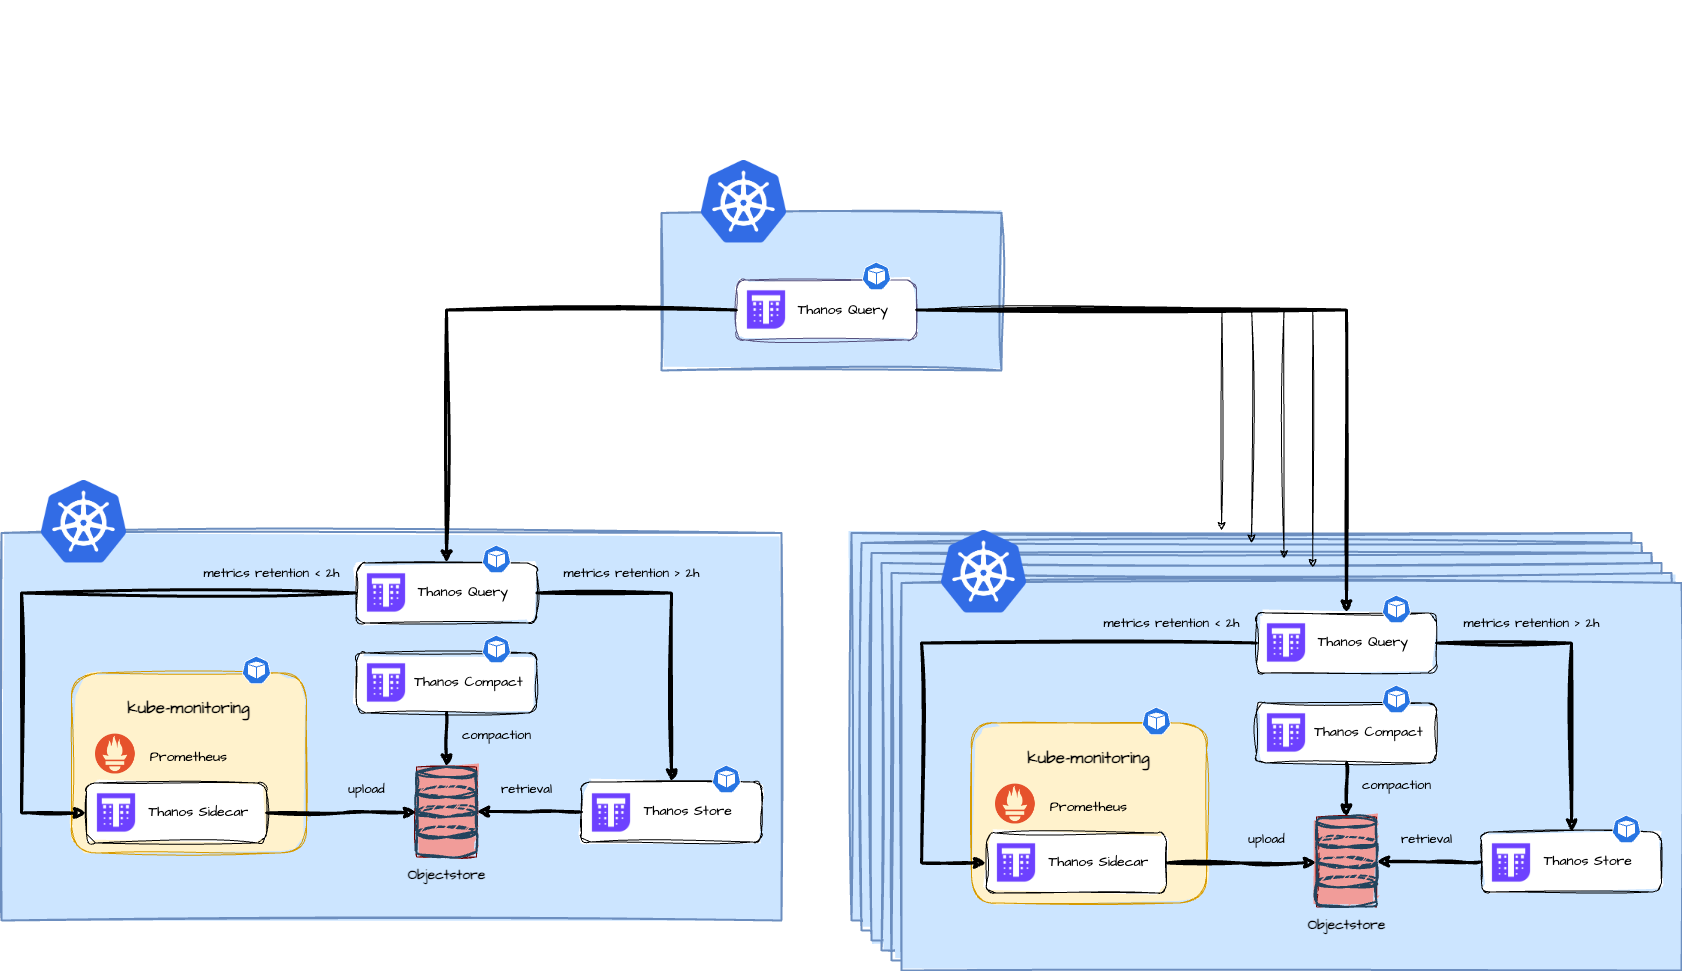 Thanos Query
metrics retention < 2h
metrics retention > 2h
Thanos Query
Thanos Compact
kube-monitoring
compaction
Prometheus
upload
retrieval
Thanos Sidecar
Thanos Store
Objectstore
metrics retention < 2h
metrics retention > 2h
Thanos Query
Thanos Compact
kube-monitoring
compaction
Prometheus
upload
retrieval
Thanos Sidecar
Thanos Store
Objectstore